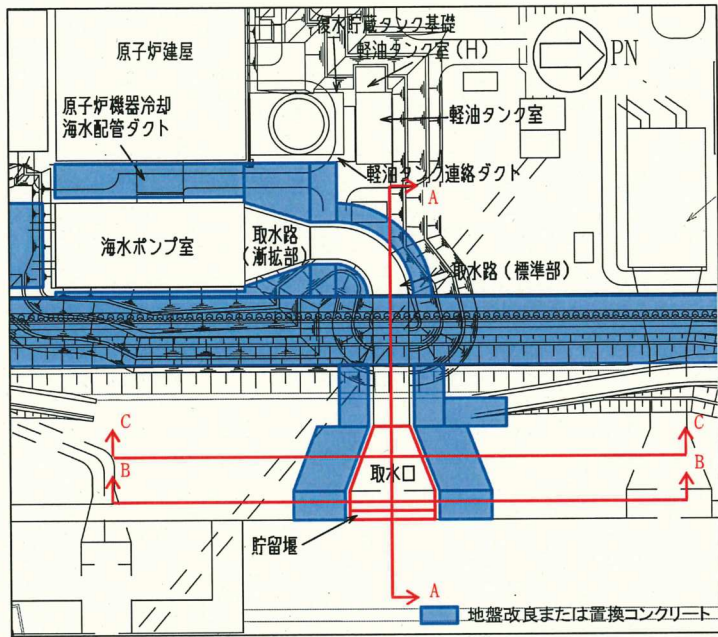 復水貯蔵タンク基礎
原子炉建屋
軽油タンク室(H)
PN
原子炉機器冷却
海水配管ダクト
軽油タンク室
軽油タンク連絡ダクト
A
海水ポンプ室
取水路
(漸拡部)
取水路(標準部)
C
C
B
B
取水口
貯留堰
A
地盤改良または置換コンクリート